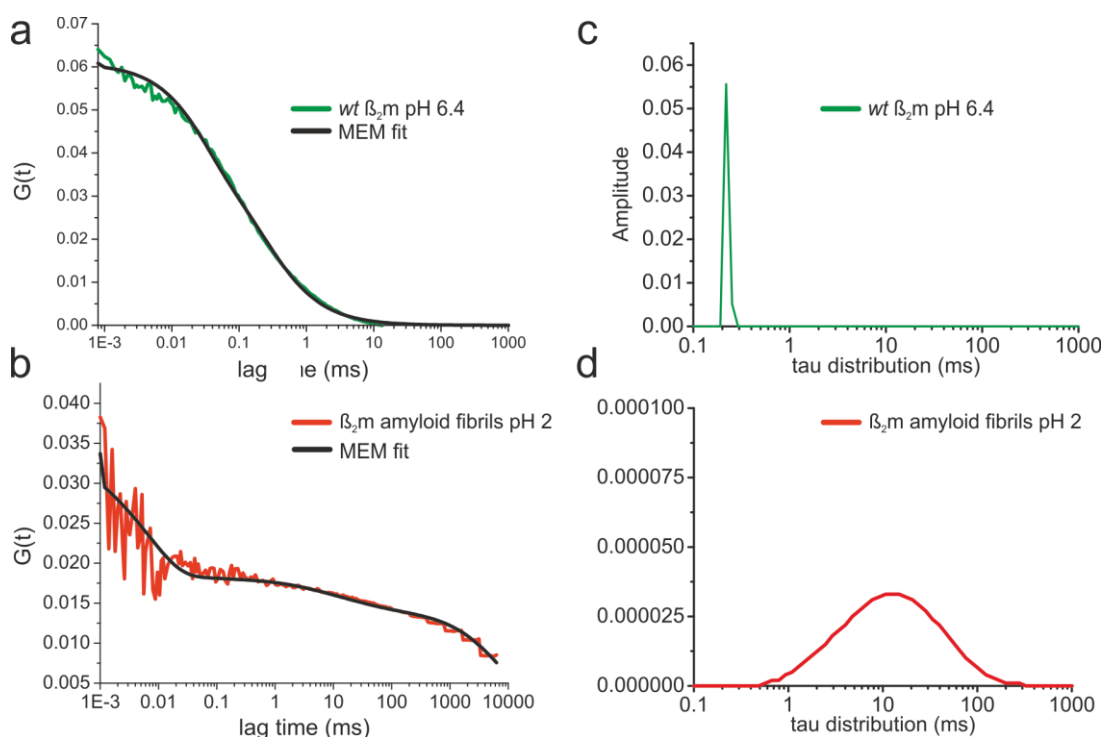 a
0.07
0.06
0.05
0.04
0.03
0.02
0.01
0.00
G(t)
wt ß₂m pH 6.4
MEM fit
1E-3 0.01 0.1 1 10 100 1000
lag ne (ms)
b
0.040
0.035
0.030
0.025
0.020
0.015
0.010
0.005
G(t)
ß₂m amyloid fibrils pH 2
MEM fit
1E-3 0.01 0.1 1 10 100 1000 10000
lag time (ms)
c
0.06
0.05
0.04
0.03
0.02
0.01
0.00
Amplitude
wt ß₂m pH 6.4
0.1 1 10 100 1000
tau distribution (ms)
d
0.000100
0.000075
0.000050
0.000025
0.000000
ß₂m amyloid fibrils pH 2
0.1 1 10 100 1000
tau distribution (ms)